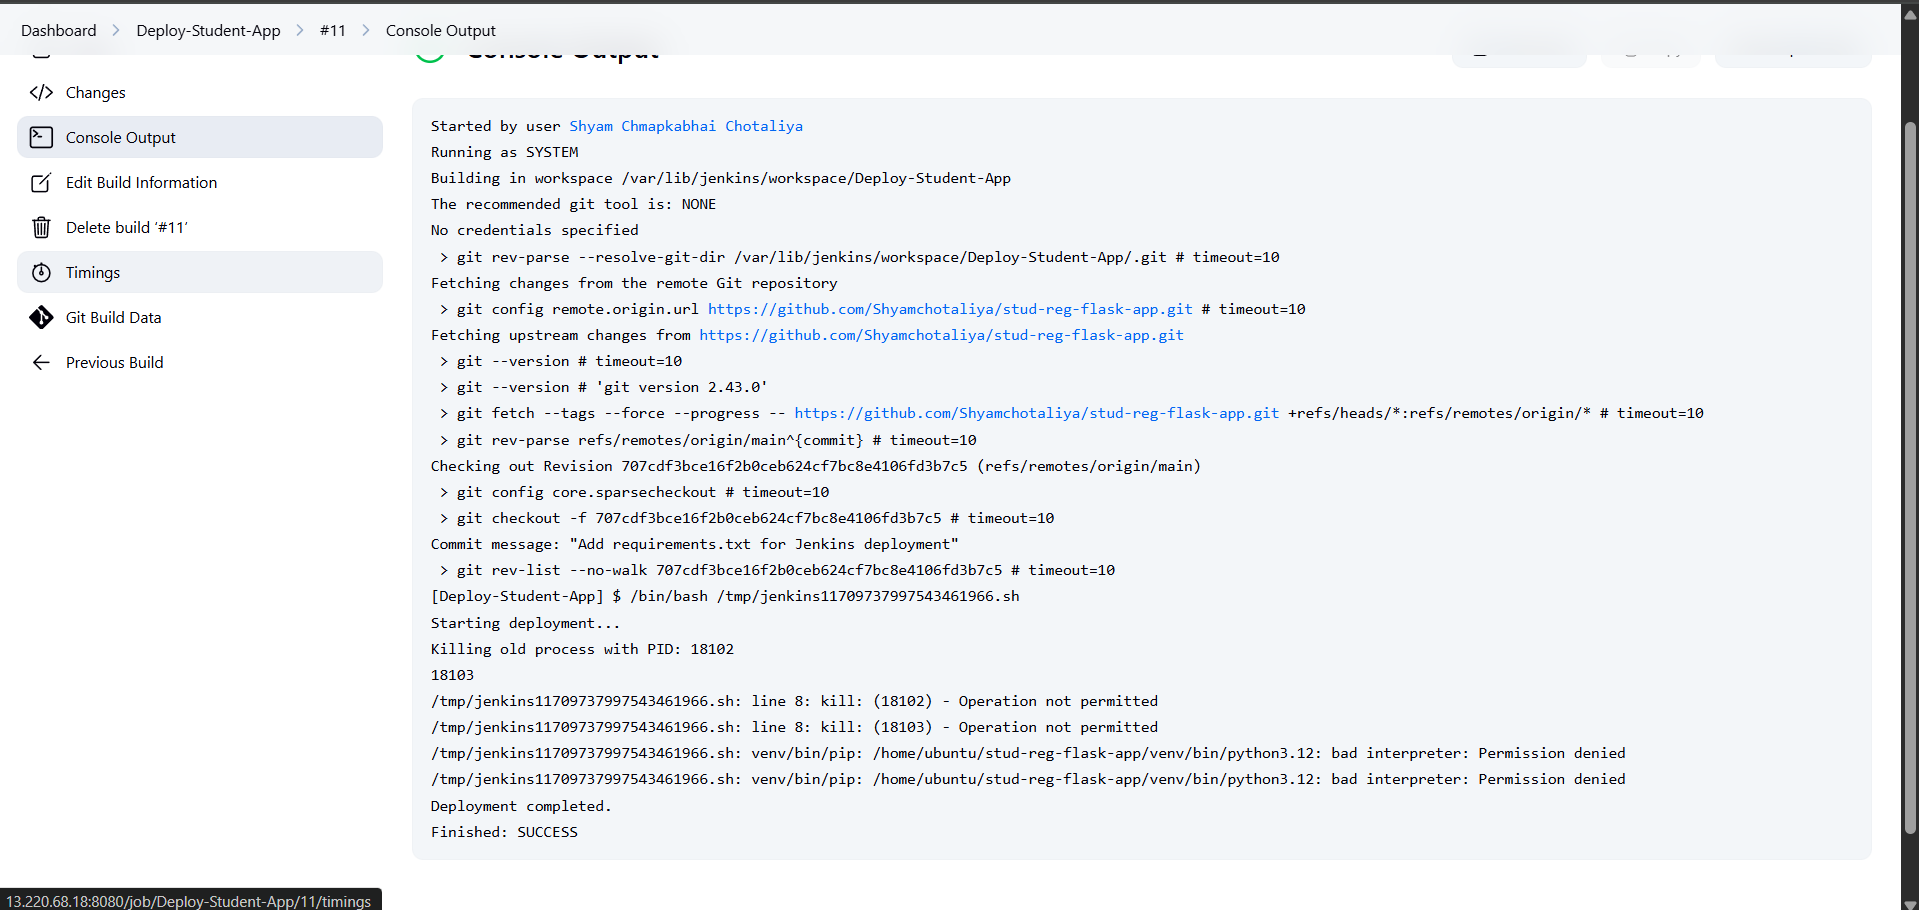 Dashboard > Deploy-Student-App > #11 > Console Output
Changes
Console Output
Edit Build Information
Delete build '#11'
Timings
Git Build Data
Previous Build
Console Output
Started by user Shyam Chmapkabhai Chotaliya
Running as SYSTEM
Building in workspace /var/lib/jenkins/workspace/Deploy-Student-App
The recommended git tool is: NONE
No credentials specified
> git rev-parse --resolve-git-dir /var/lib/jenkins/workspace/Deploy-Student-App/.git # timeout=10
Fetching changes from the remote Git repository
> git config remote.origin.url https://github.com/Shyamchotaliya/stud-reg-flask-app.git # timeout=10
Fetching upstream changes from https://github.com/Shyamchotaliya/stud-reg-flask-app.git
> git --version # timeout=10
> git --version # 'git version 2.43.0'
> git fetch --tags --force --progress -- https://github.com/Shyamchotaliya/stud-reg-flask-app.git +refs/heads/*:refs/remotes/origin/* # timeout=10
> git rev-parse refs/remotes/origin/main^{commit} # timeout=10
Checking out Revision 707cdf3bce16f2b0ceb624cf7bc8e4106fd3b7c5 (refs/remotes/origin/main)
> git config core.sparsecheckout # timeout=10
> git checkout -f 707cdf3bce16f2b0ceb624cf7bc8e4106fd3b7c5 # timeout=10
Commit message: "Add requirements.txt for Jenkins deployment"
> git rev-list --no-walk 707cdf3bce16f2b0ceb624cf7bc8e4106fd3b7c5 # timeout=10
[Deploy-Student-App] $ /bin/bash /tmp/jenkins11709737997543461966.sh
Starting deployment...
Killing old process with PID: 18102
18103
/tmp/jenkins11709737997543461966.sh: line 8: kill: (18102) - Operation not permitted
/tmp/jenkins11709737997543461966.sh: line 8: kill: (18103) - Operation not permitted
/tmp/jenkins11709737997543461966.sh: venv/bin/pip: /home/ubuntu/stud-reg-flask-app/venv/bin/python3.12: bad interpreter: Permission denied
/tmp/jenkins11709737997543461966.sh: venv/bin/pip: /home/ubuntu/stud-reg-flask-app/venv/bin/python3.12: bad interpreter: Permission denied
Deployment completed.
Finished: SUCCESS
13.220.68.18:8080/job/Deploy-Student-App/11/timings